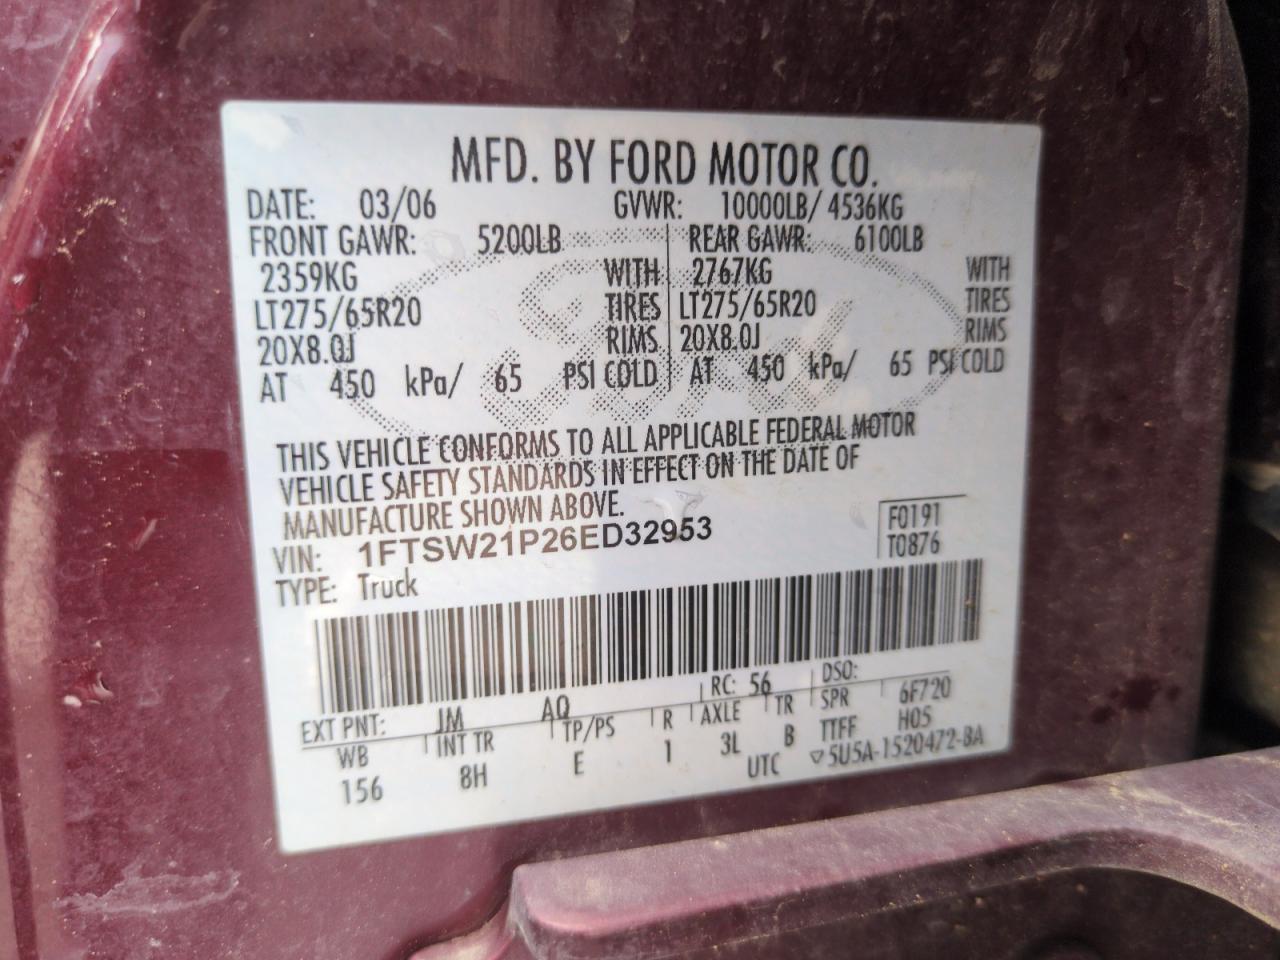 MFD. BY FORD MOTOR CO.
DATE: 03/06 GVWR: 10000LB/ 4536KG
FRONT GAWR: 5200LB REAR GAWR: 6100LB
2359KG WITH 2767KG WITH
LT275/65R20 TIRES LT275/65R20 TIRES
20X8.0J RIMS 20X8.0J RIMS
AT 450 kPa/ 65 PSI COLD AT 450 kPa/ 65 PSI COLD
THIS VEHICLE CONFORMS TO ALL APPLICABLE FEDERAL MOTOR
VEHICLE SAFETY STANDARDS IN EFFECT ON THE DATE OF
MANUFACTURE SHOWN ABOVE.
VIN: 1FTSW21P26ED32953
TYPE: Truck
F0191
T0876
EXT PNT: JM AQ RC: 56 DSO:
WB INT TR TP/PS R AXLE TR SPR 6F720
156 8H E 1 3L B TTFF H05
UTC ▽5U5A-1520472-BA